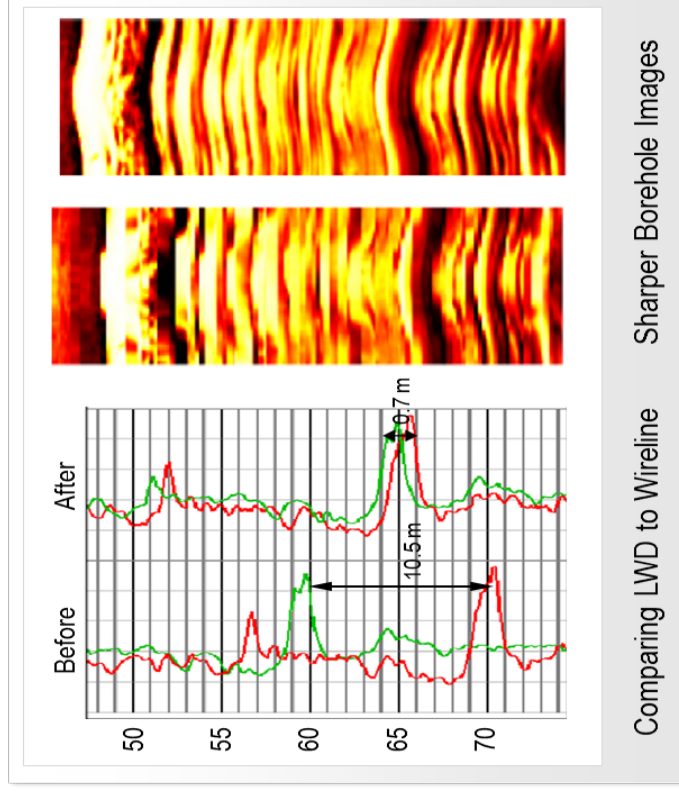 Before
After
50
55
60
65
70
10.5 m
0.7 m
Comparing LWD to Wireline
Sharper Borehole Images